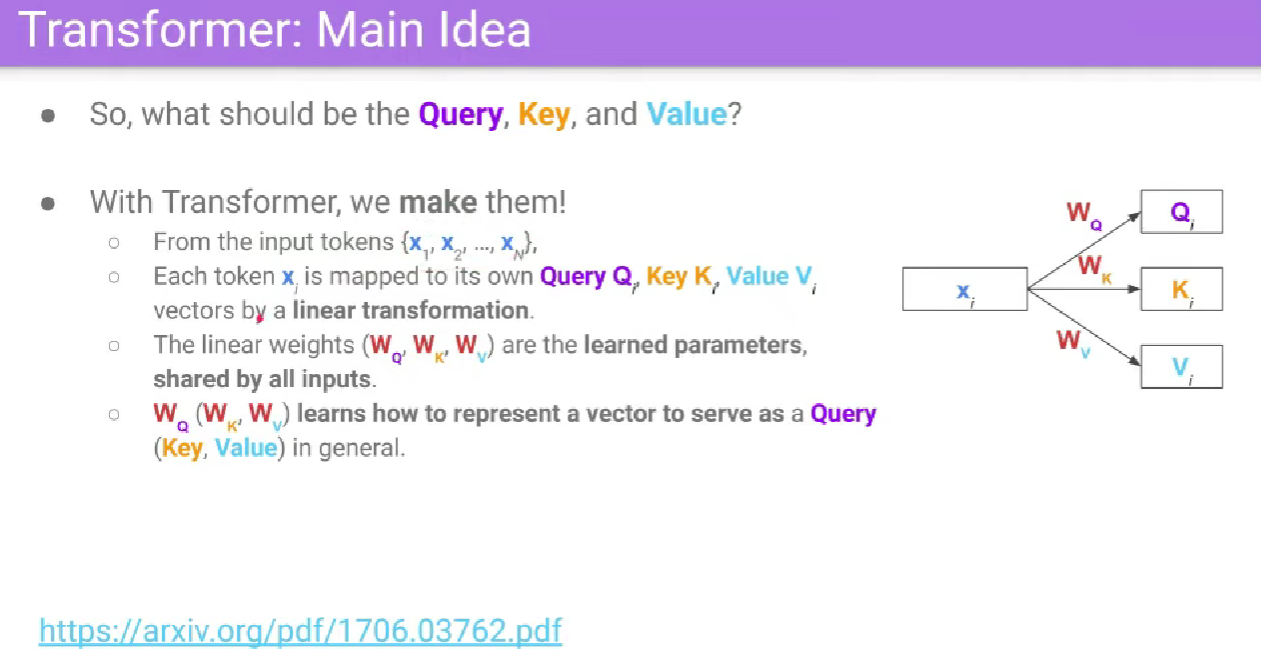 Transformer: Main Idea
● So, what should be the Query, Key, and Value?
● With Transformer, we make them!
○ From the input tokens {x₁, x₂, ..., x_N},
○ Each token x_i is mapped to its own Query Q_i, Key K_i, Value V_i
vectors by a linear transformation.
○ The linear weights (W_Q, W_K, W_V) are the learned parameters,
shared by all inputs.
○ W_Q (W_K, W_V) learns how to represent a vector to serve as a Query
(Key, Value) in general.
x_i
W_Q
Q_i
W_K
K_i
W_V
V_i
https://arxiv.org/pdf/1706.03762.pdf